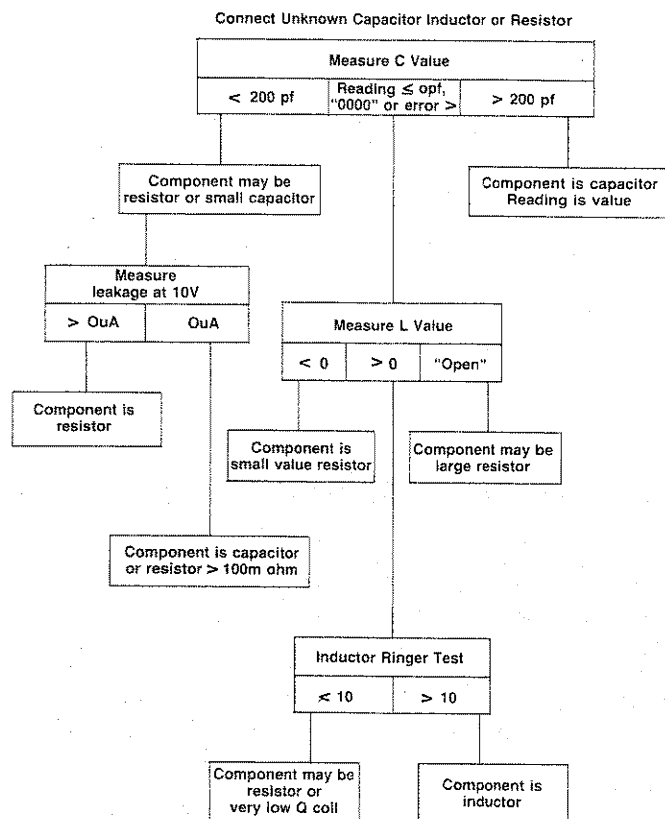 Connect Unknown Capacitor Inductor or Resistor
Measure C Value
< 200 pf
Reading ≤ opf,
"0000" or error >
> 200 pf
Component may be
resistor or small capacitor
Component is capacitor
Reading is value
Measure
leakage at 10V
> OuA
OuA
Measure L Value
< 0
> 0
"Open"
Component is
resistor
Component is
small value resistor
Component may be
large resistor
Component is capacitor
or resistor > 100m ohm
Inductor Ringer Test
< 10
> 10
Component may be
resistor or
very low Q coil
Component is
inductor